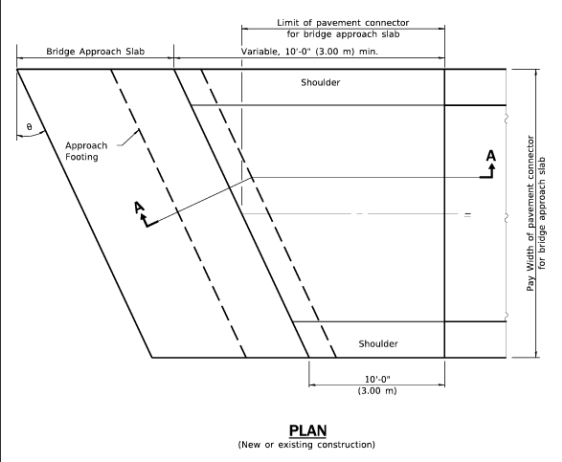 Limit of pavement connector
for bridge approach slab
Bridge Approach Slab
Variable, 10'-0" (3.00 m) min.
Shoulder
θ
Approach
Footing
A
A
Pay Width of pavement connector
for bridge approach slab
Shoulder
10'-0"
(3.00 m)
PLAN
(New or existing construction)